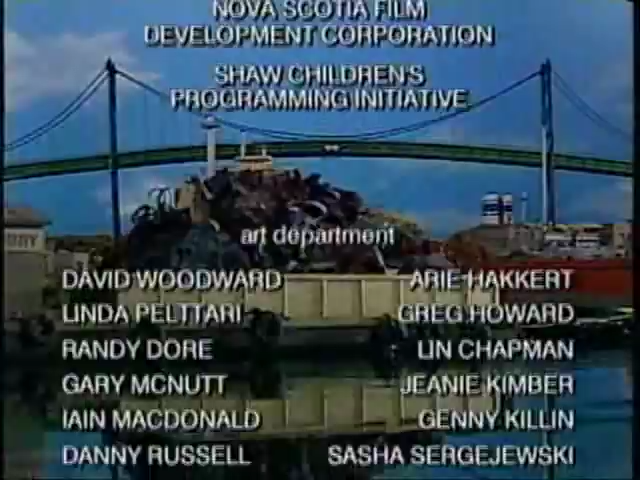 NOVA SCOTIA FILM
DEVELOPMENT CORPORATION
SHAW CHILDREN'S
PROGRAMMING INITIATIVE
art department
DAVID WOODWARD ARIE HAKKERT
LINDA PELTTARI GREG HOWARD
RANDY DORE LIN CHAPMAN
GARY MCNUTT JEANIE KIMBER
IAIN MACDONALD GENNY KILLIN
DANNY RUSSELL SASHA SERGEJEWSKI